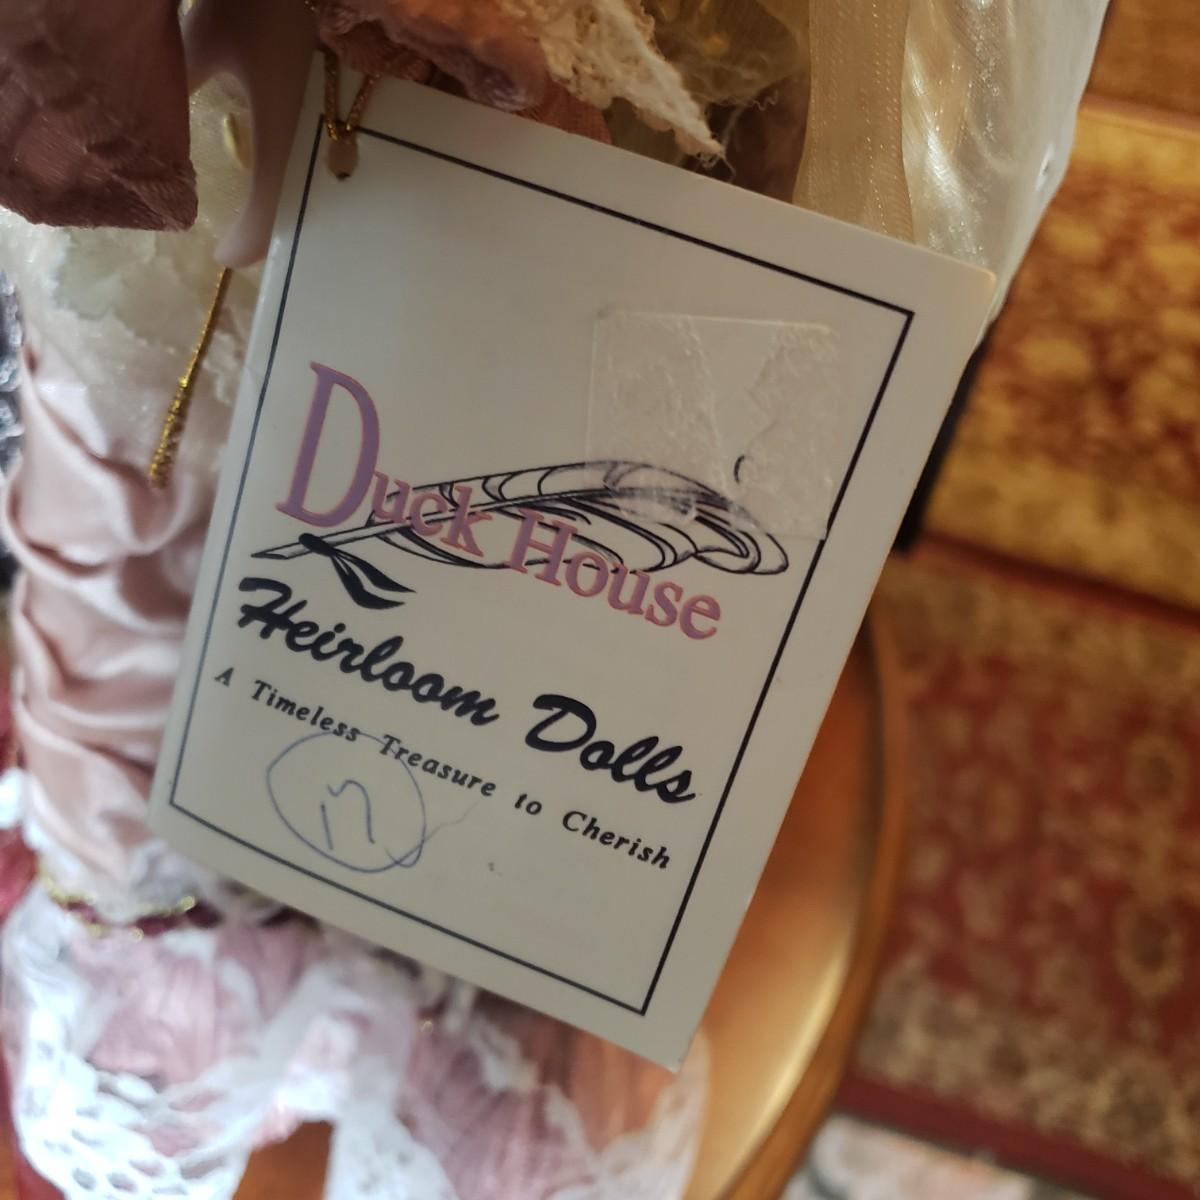 Duck House
Heirloom Dolls
A Timeless Treasure to Cherish